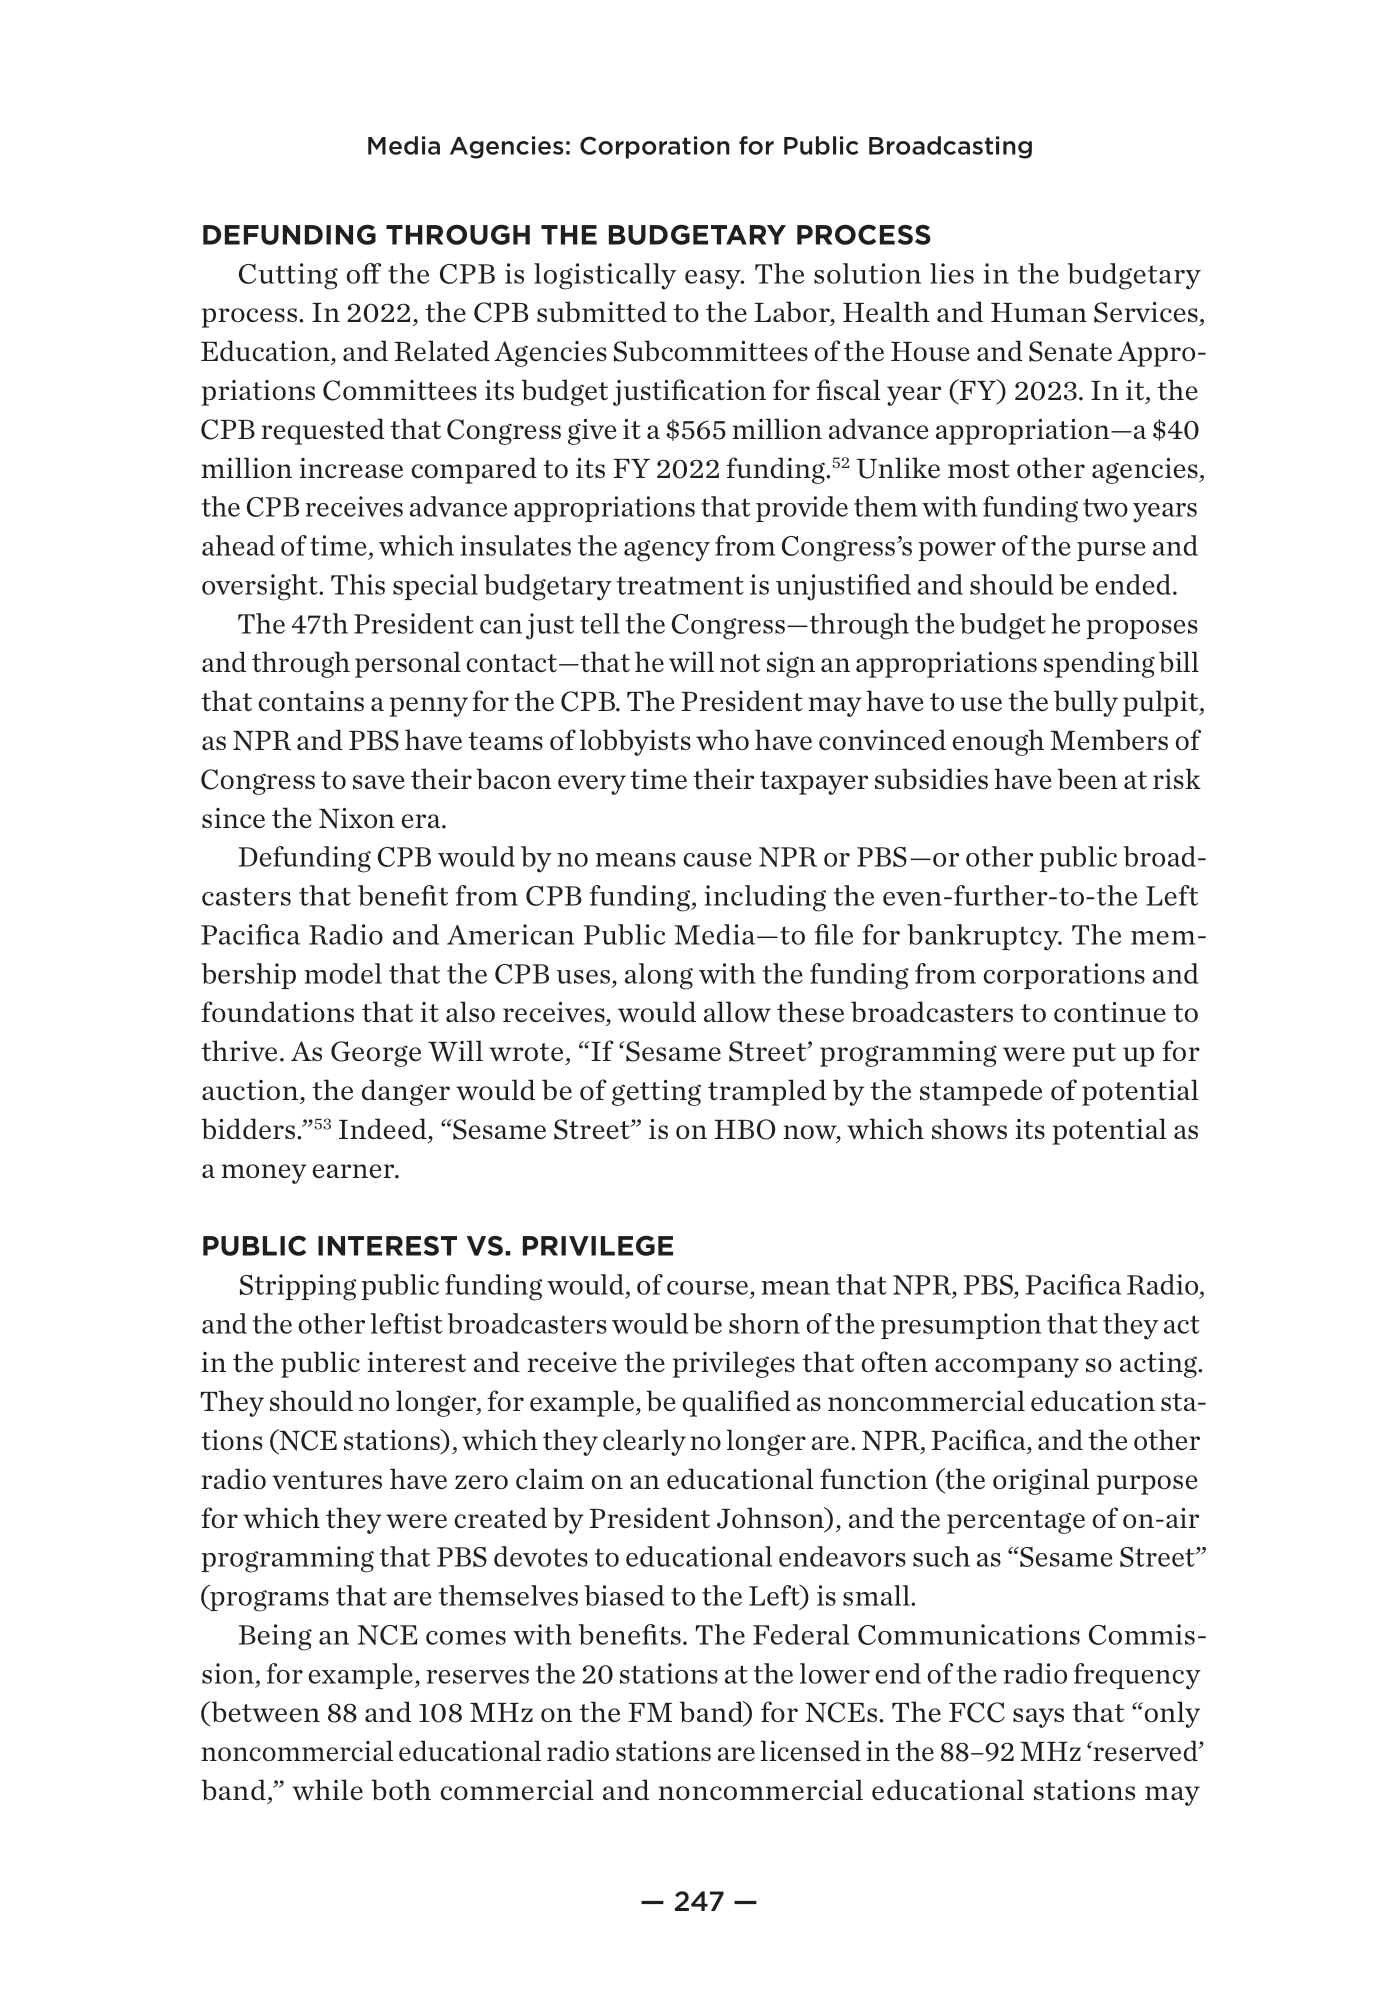 Media Agencies: Corporation for Public Broadcasting
DEFUNDING THROUGH THE BUDGETARY PROCESS
Cutting off the CPB is logistically easy. The solution lies in the budgetary
process. In 2022, the CPB submitted to the Labor, Health and Human Services,
Education, and Related Agencies Subcommittees of the House and Senate Appro-
priations Committees its budget justification for fiscal year (FY) 2023. In it, the
CPB requested that Congress give it a $565 million advance appropriation—a $40
million increase compared to its FY 2022 funding.52 Unlike most other agencies,
the CPB receives advance appropriations that provide them with funding two years
ahead of time, which insulates the agency from Congress’s power of the purse and
oversight. This special budgetary treatment is unjustified and should be ended.
The 47th President can just tell the Congress—through the budget he proposes
and through personal contact—that he will not sign an appropriations spending bill
that contains a penny for the CPB. The President may have to use the bully pulpit,
as NPR and PBS have teams of lobbyists who have convinced enough Members of
Congress to save their bacon every time their taxpayer subsidies have been at risk
since the Nixon era.
Defunding CPB would by no means cause NPR or PBS—or other public broad-
casters that benefit from CPB funding, including the even-further-to-the Left
Pacifica Radio and American Public Media—to file for bankruptcy. The mem-
bership model that the CPB uses, along with the funding from corporations and
foundations that it also receives, would allow these broadcasters to continue to
thrive. As George Will wrote, “If ‘Sesame Street’ programming were put up for
auction, the danger would be of getting trampled by the stampede of potential
bidders.”53 Indeed, “Sesame Street” is on HBO now, which shows its potential as
a money earner.
PUBLIC INTEREST VS. PRIVILEGE
Stripping public funding would, of course, mean that NPR, PBS, Pacifica Radio,
and the other leftist broadcasters would be shorn of the presumption that they act
in the public interest and receive the privileges that often accompany so acting.
They should no longer, for example, be qualified as noncommercial education sta-
tions (NCE stations), which they clearly no longer are. NPR, Pacifica, and the other
radio ventures have zero claim on an educational function (the original purpose
for which they were created by President Johnson), and the percentage of on-air
programming that PBS devotes to educational endeavors such as “Sesame Street”
(programs that are themselves biased to the Left) is small.
Being an NCE comes with benefits. The Federal Communications Commis-
sion, for example, reserves the 20 stations at the lower end of the radio frequency
(between 88 and 108 MHz on the FM band) for NCEs. The FCC says that “only
noncommercial educational radio stations are licensed in the 88–92 MHz ‘reserved’
band,” while both commercial and noncommercial educational stations may
— 247 —